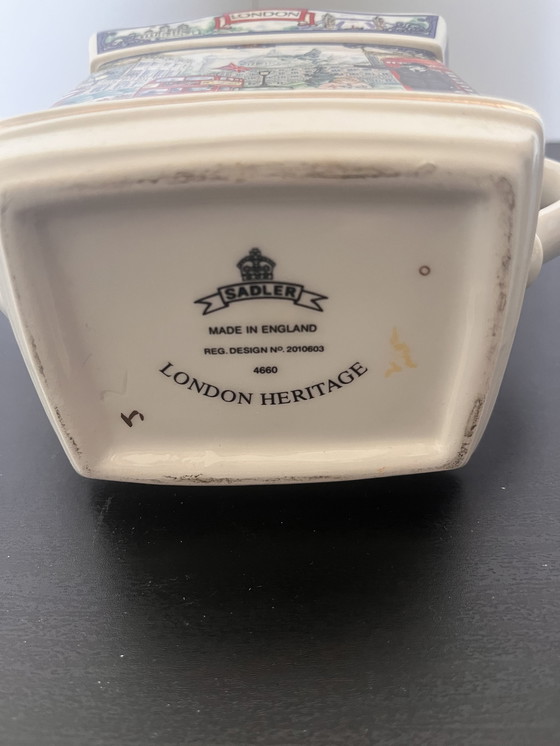 LONDON
SADLER
MADE IN ENGLAND
REG. DESIGN Nº. 2010603
4660
LONDON HERITAGE